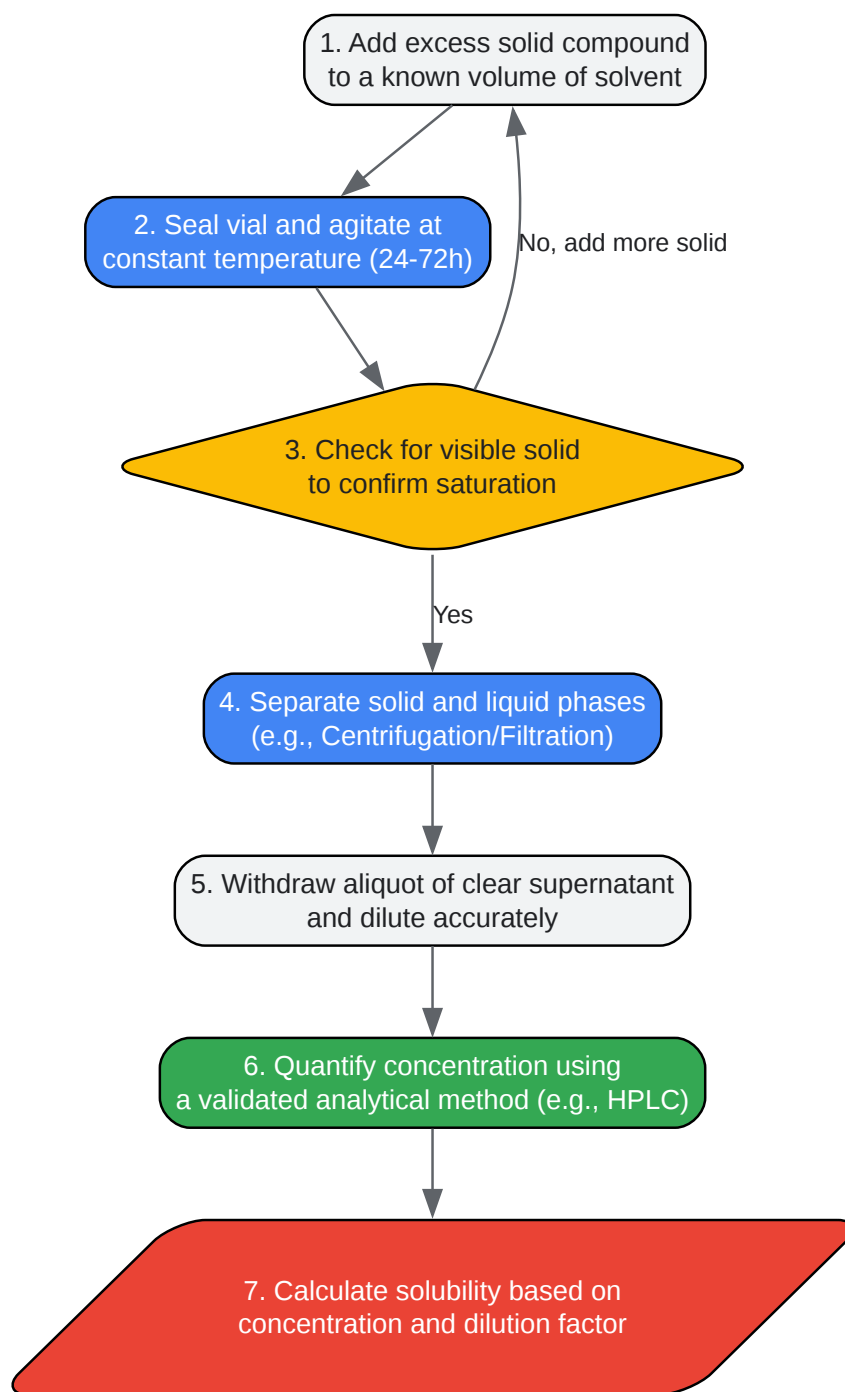 1. Add excess solid compound
to a known volume of solvent
2. Seal vial and agitate at
constant temperature (24-72h)
No, add more solid
3. Check for visible solid
to confirm saturation
Yes
4. Separate solid and liquid phases
(e.g., Centrifugation/Filtration)
5. Withdraw aliquot of clear supernatant
and dilute accurately
6. Quantify concentration using
a validated analytical method (e.g., HPLC)
7. Calculate solubility based on
concentration and dilution factor